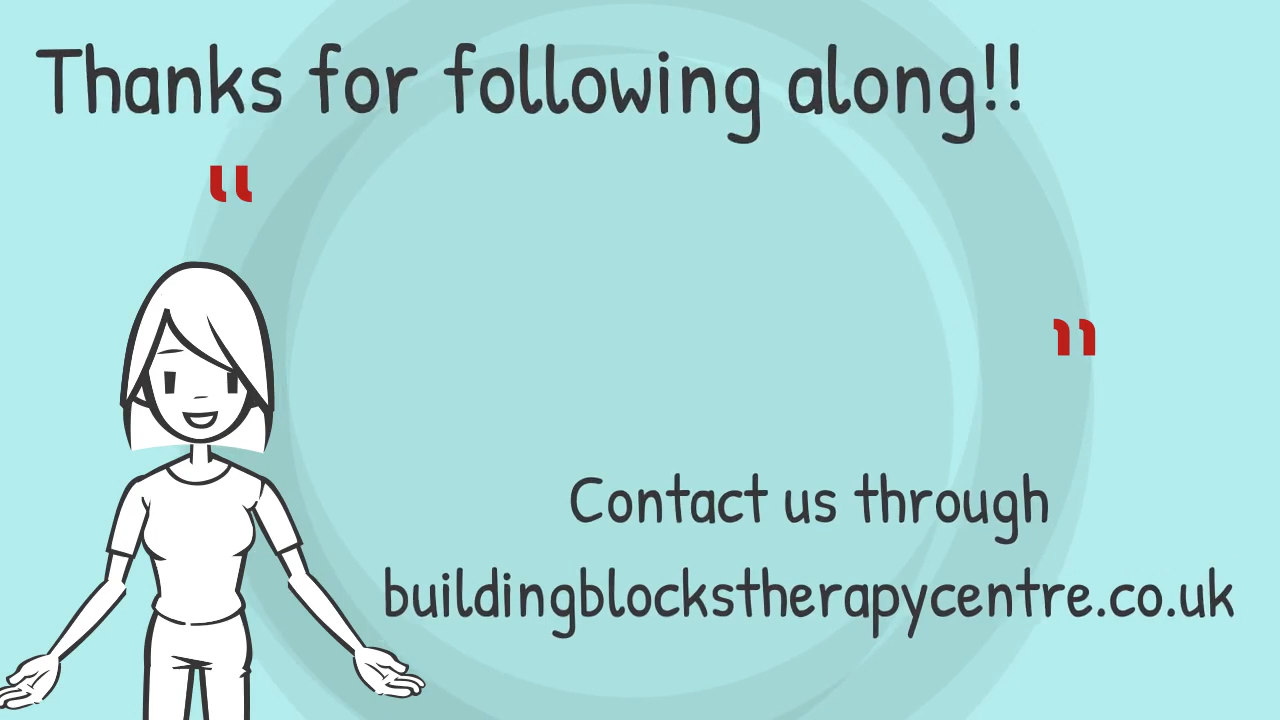 Thanks for following along!!
“
”
Contact us through
buildingblockstherapycentre.co.uk